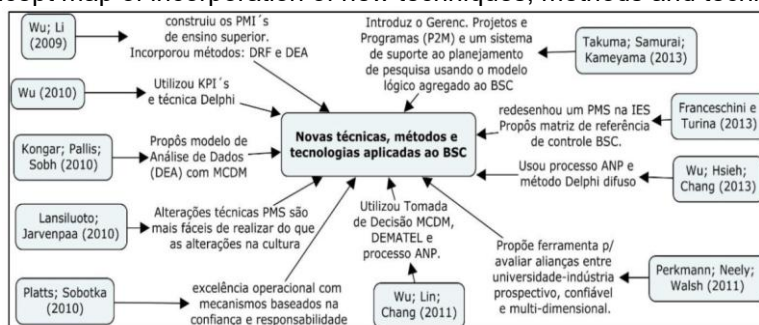 Wu; Li
(2009)
construiu os PMI´s
de ensino superior.
Incorporou métodos: DRF e DEA
Introduz o Gerenc. Projetos e
Programas (P2M) e um sistema
de suporte ao planejamento
de pesquisa usando o modelo
lógico agregado ao BSC
Takuma; Samurai;
Kameyama (2013)
Wu (2010)
Utilizou KPI´s
e técnica Delphi
Novas técnicas, métodos e
tecnologias aplicadas ao BSC
redesenhou um PMS na IES
Propôs matriz de referência
de controle BSC.
Franceschini e
Turina (2013)
Kongar; Pallis;
Sobh (2010)
Propôs modelo de
Análise de Dados
(DEA) com MCDM
Usou processo ANP e
método Delphi difuso
Wu; Hsieh;
Chang (2013)
Lansiluoto;
Jarvenpaa (2010)
Alterações técnicas PMS são
mais fáceis de realizar do que
as alterações na cultura
Utilizou Tomada
de Decisão MCDM,
DEMATEL e
processo ANP.
Wu; Lin;
Chang (2011)
Propõe ferramenta p/
avaliar alianças entre
universidade-indústria
prospectivo, confiável
e multi-dimensional.
Perkmann; Neely;
Walsh (2011)
Platts; Sobotka
(2010)
excelência operacional com
mecanismos baseados na
confiança e responsabilidade